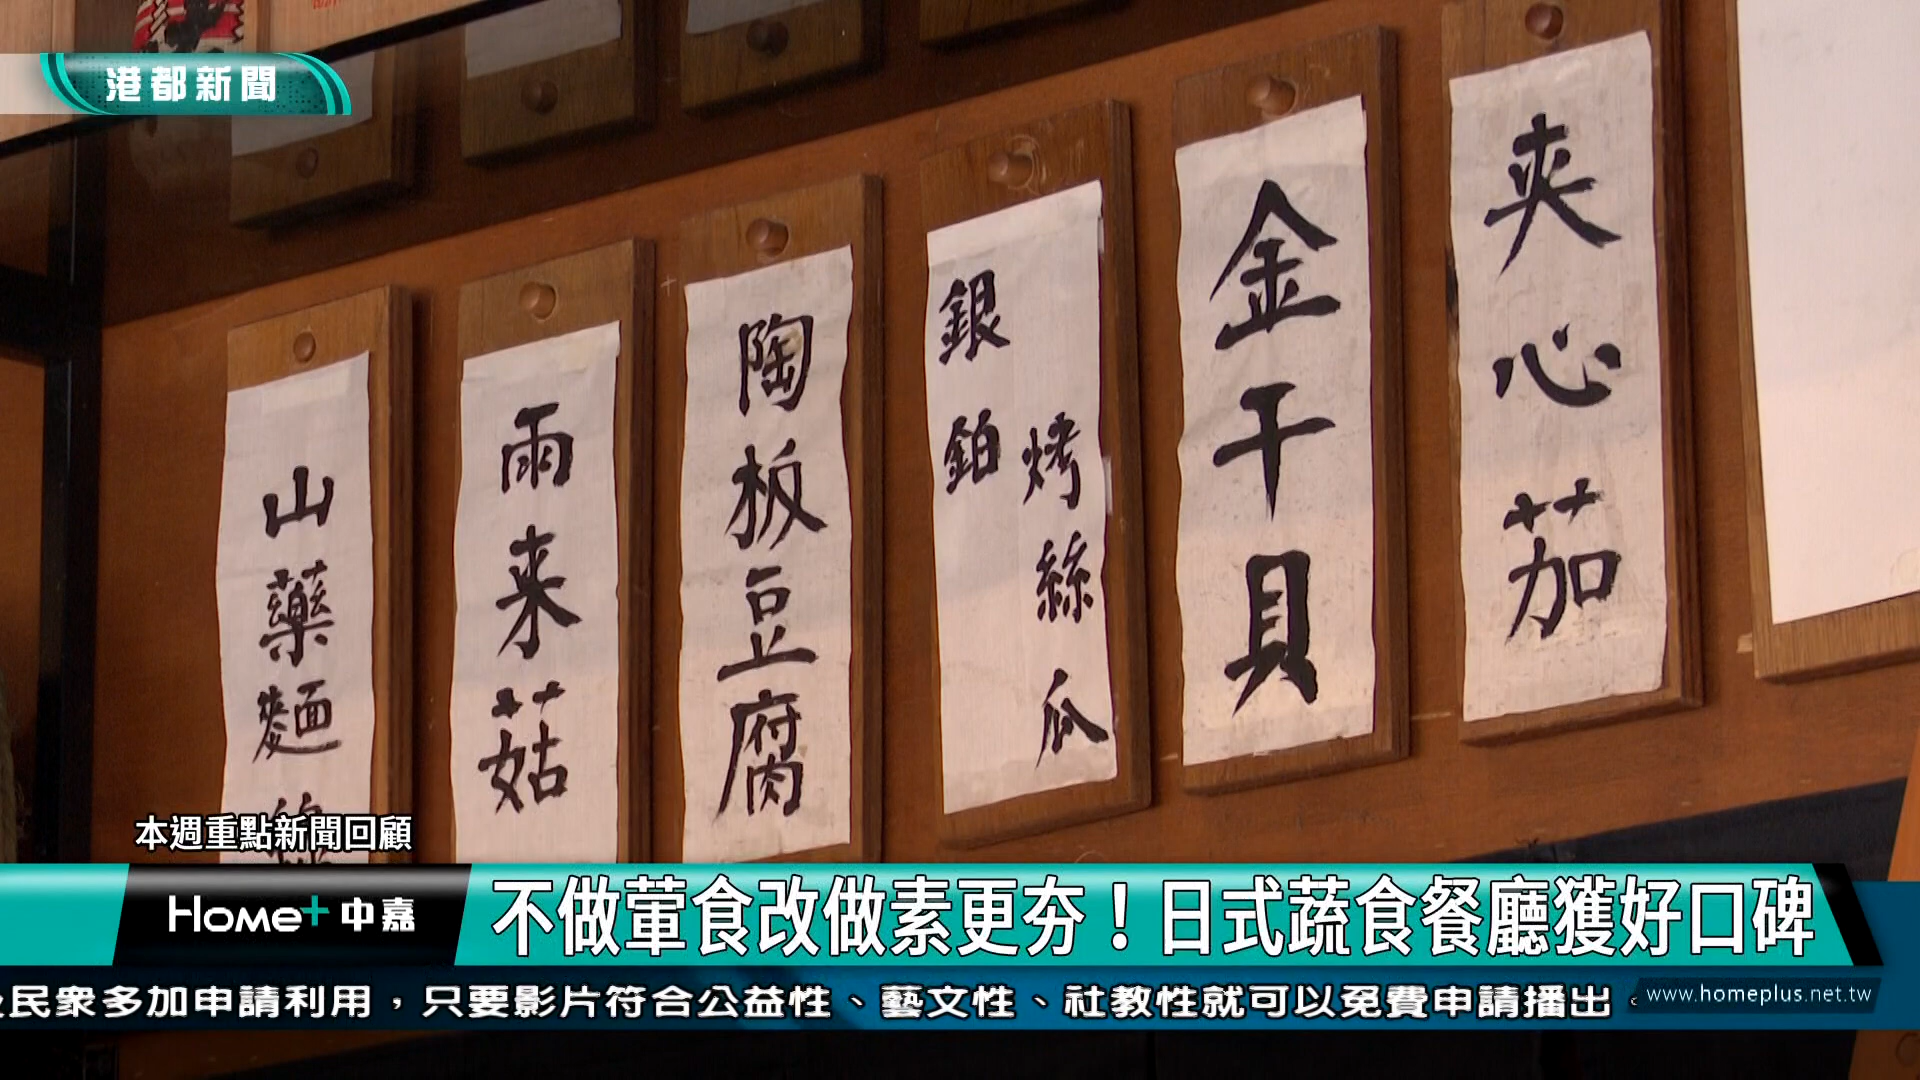 港都新聞
夾心茄
金干貝
銀鉑
烤絲瓜
陶板豆腐
雨来菇
山藥麵線
本週重點新聞回顧
Home+中嘉
不做葷食改做素更夯！日式蔬食餐廳獲好口碑
民眾多加申請利用，只要影片符合公益性、藝文性、社教性就可以免費申請播出。
www.homeplus.net.tw